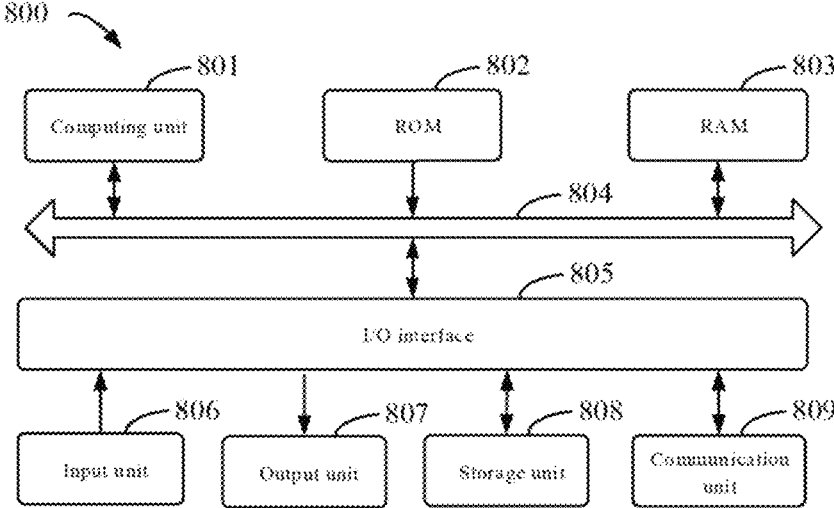 800
801
802
803
Computing unit
ROM
RAM
804
805
I/O interface
806
807
808
809
Input unit
Output unit
Storage unit
Communication
unit